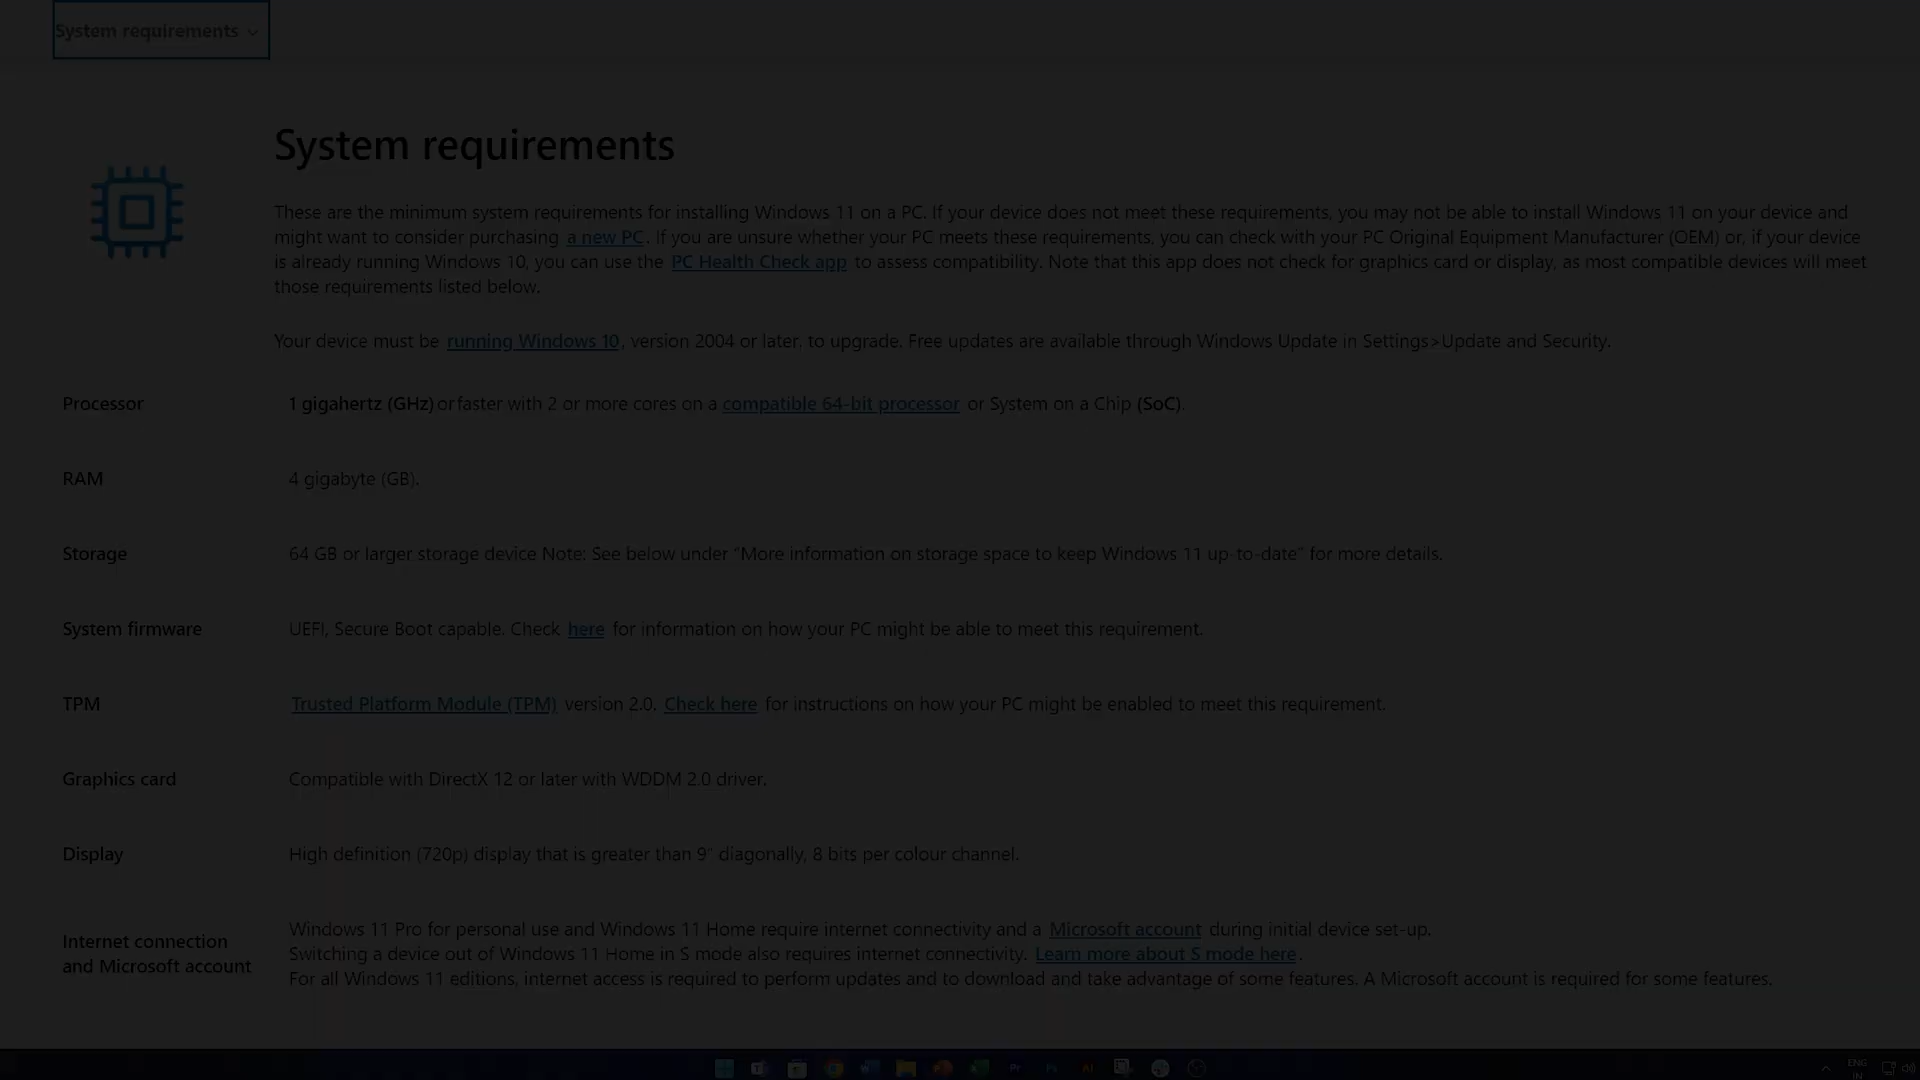 System requirements
System requirements
These are the minimum system requirements for installing Windows 11 on a PC. If your device does not meet these requirements, you may not be able to install Windows 11 on your device and
might want to consider purchasing a new PC. If you are unsure whether your PC meets these requirements, you can check with your PC Original Equipment Manufacturer (OEM) or, if your device
is already running Windows 10, you can use the PC Health Check app to assess compatibility. Note that this app does not check for graphics card or display, as most compatible devices will meet
those requirements listed below.
Your device must be running Windows 10, version 2004 or later, to upgrade. Free updates are available through Windows Update in Settings>Update and Security.
Processor
1 gigahertz (GHz) or faster with 2 or more cores on a compatible 64-bit processor or System on a Chip (SoC).
RAM
4 gigabyte (GB).
Storage
64 GB or larger storage device Note: See below under “More information on storage space to keep Windows 11 up-to-date” for more details.
System firmware
UEFI, Secure Boot capable. Check here for information on how your PC might be able to meet this requirement.
TPM
Trusted Platform Module (TPM) version 2.0. Check here for instructions on how your PC might be enabled to meet this requirement.
Graphics card
Compatible with DirectX 12 or later with WDDM 2.0 driver.
Display
High definition (720p) display that is greater than 9” diagonally, 8 bits per colour channel.
Internet connection
and Microsoft account
Windows 11 Pro for personal use and Windows 11 Home require internet connectivity and a Microsoft account during initial device set-up.
Switching a device out of Windows 11 Home in S mode also requires internet connectivity. Learn more about S mode here.
For all Windows 11 editions, internet access is required to perform updates and to download and take advantage of some features. A Microsoft account is required for some features.
Pr
Ai
ENG
IN